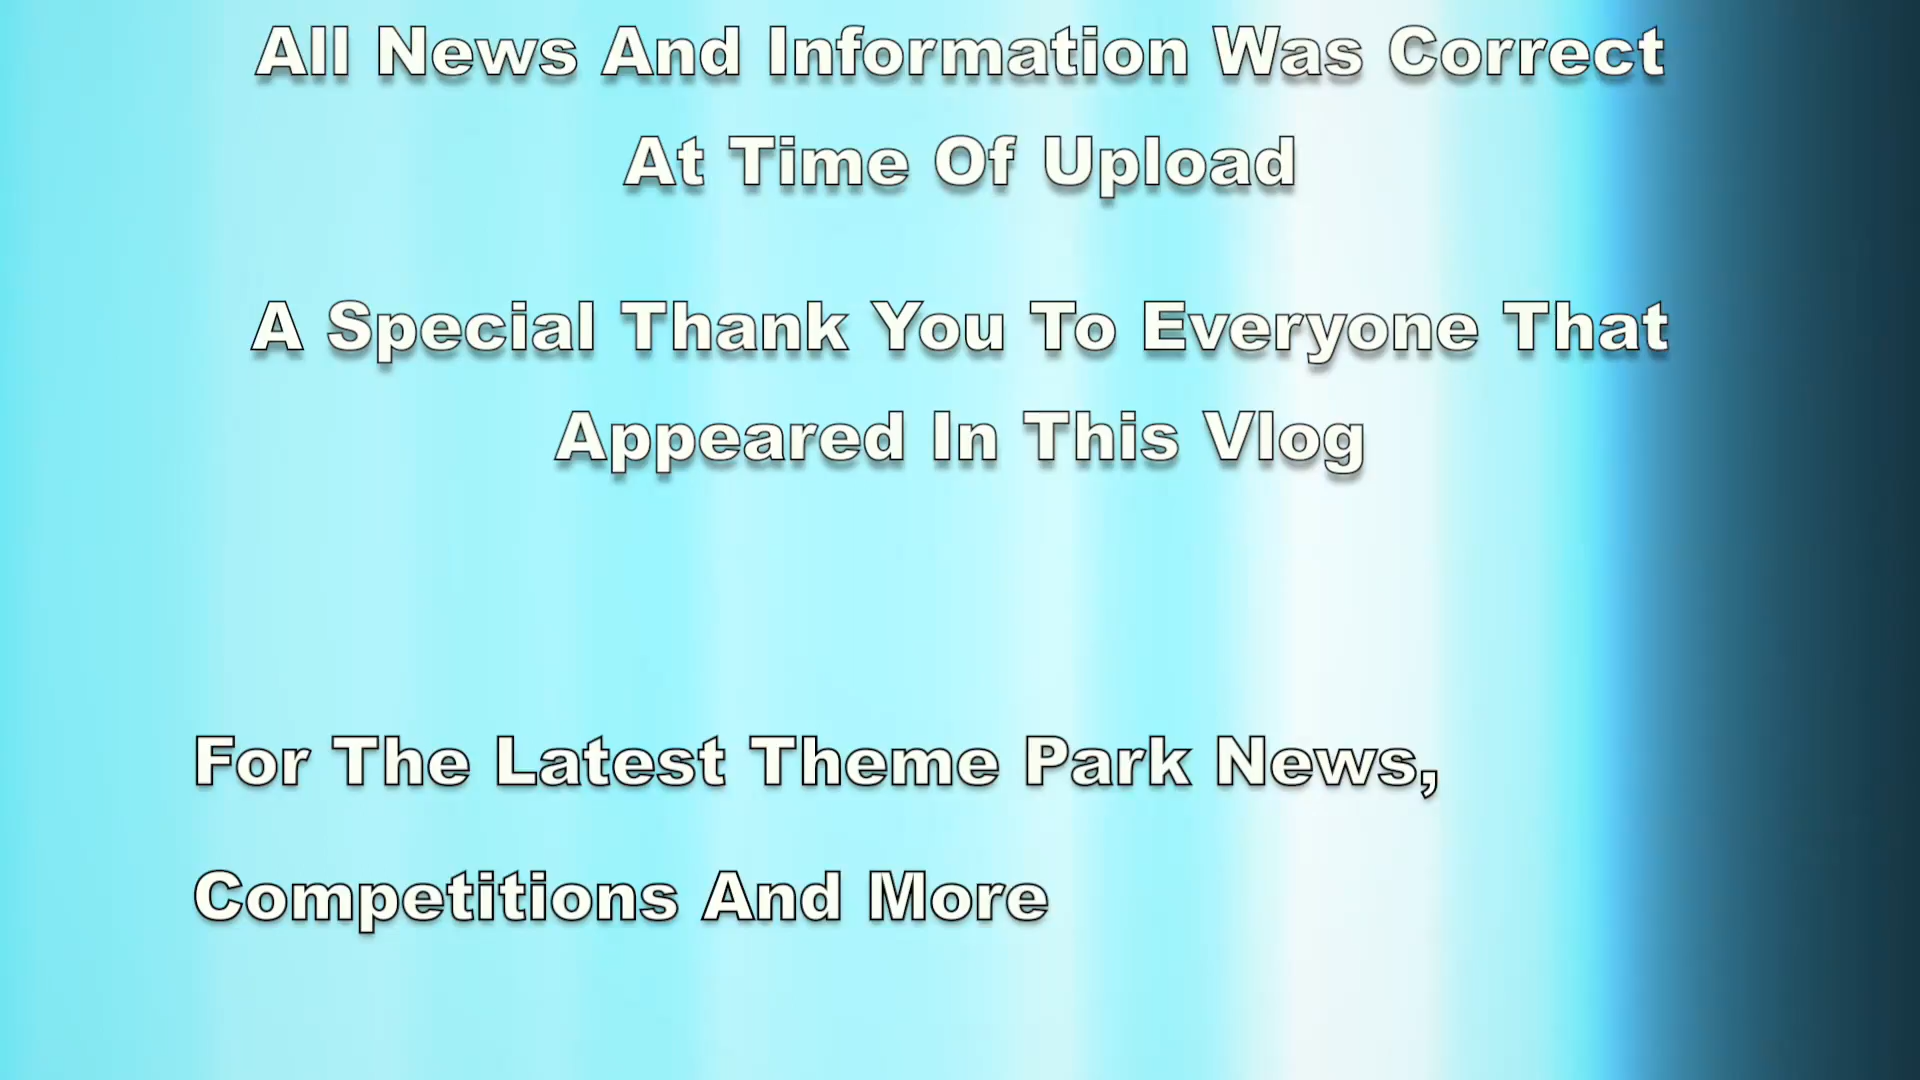 All News And Information Was Correct
At Time Of Upload
A Special Thank You To Everyone That
Appeared In This Vlog
For The Latest Theme Park News,
Competitions And More